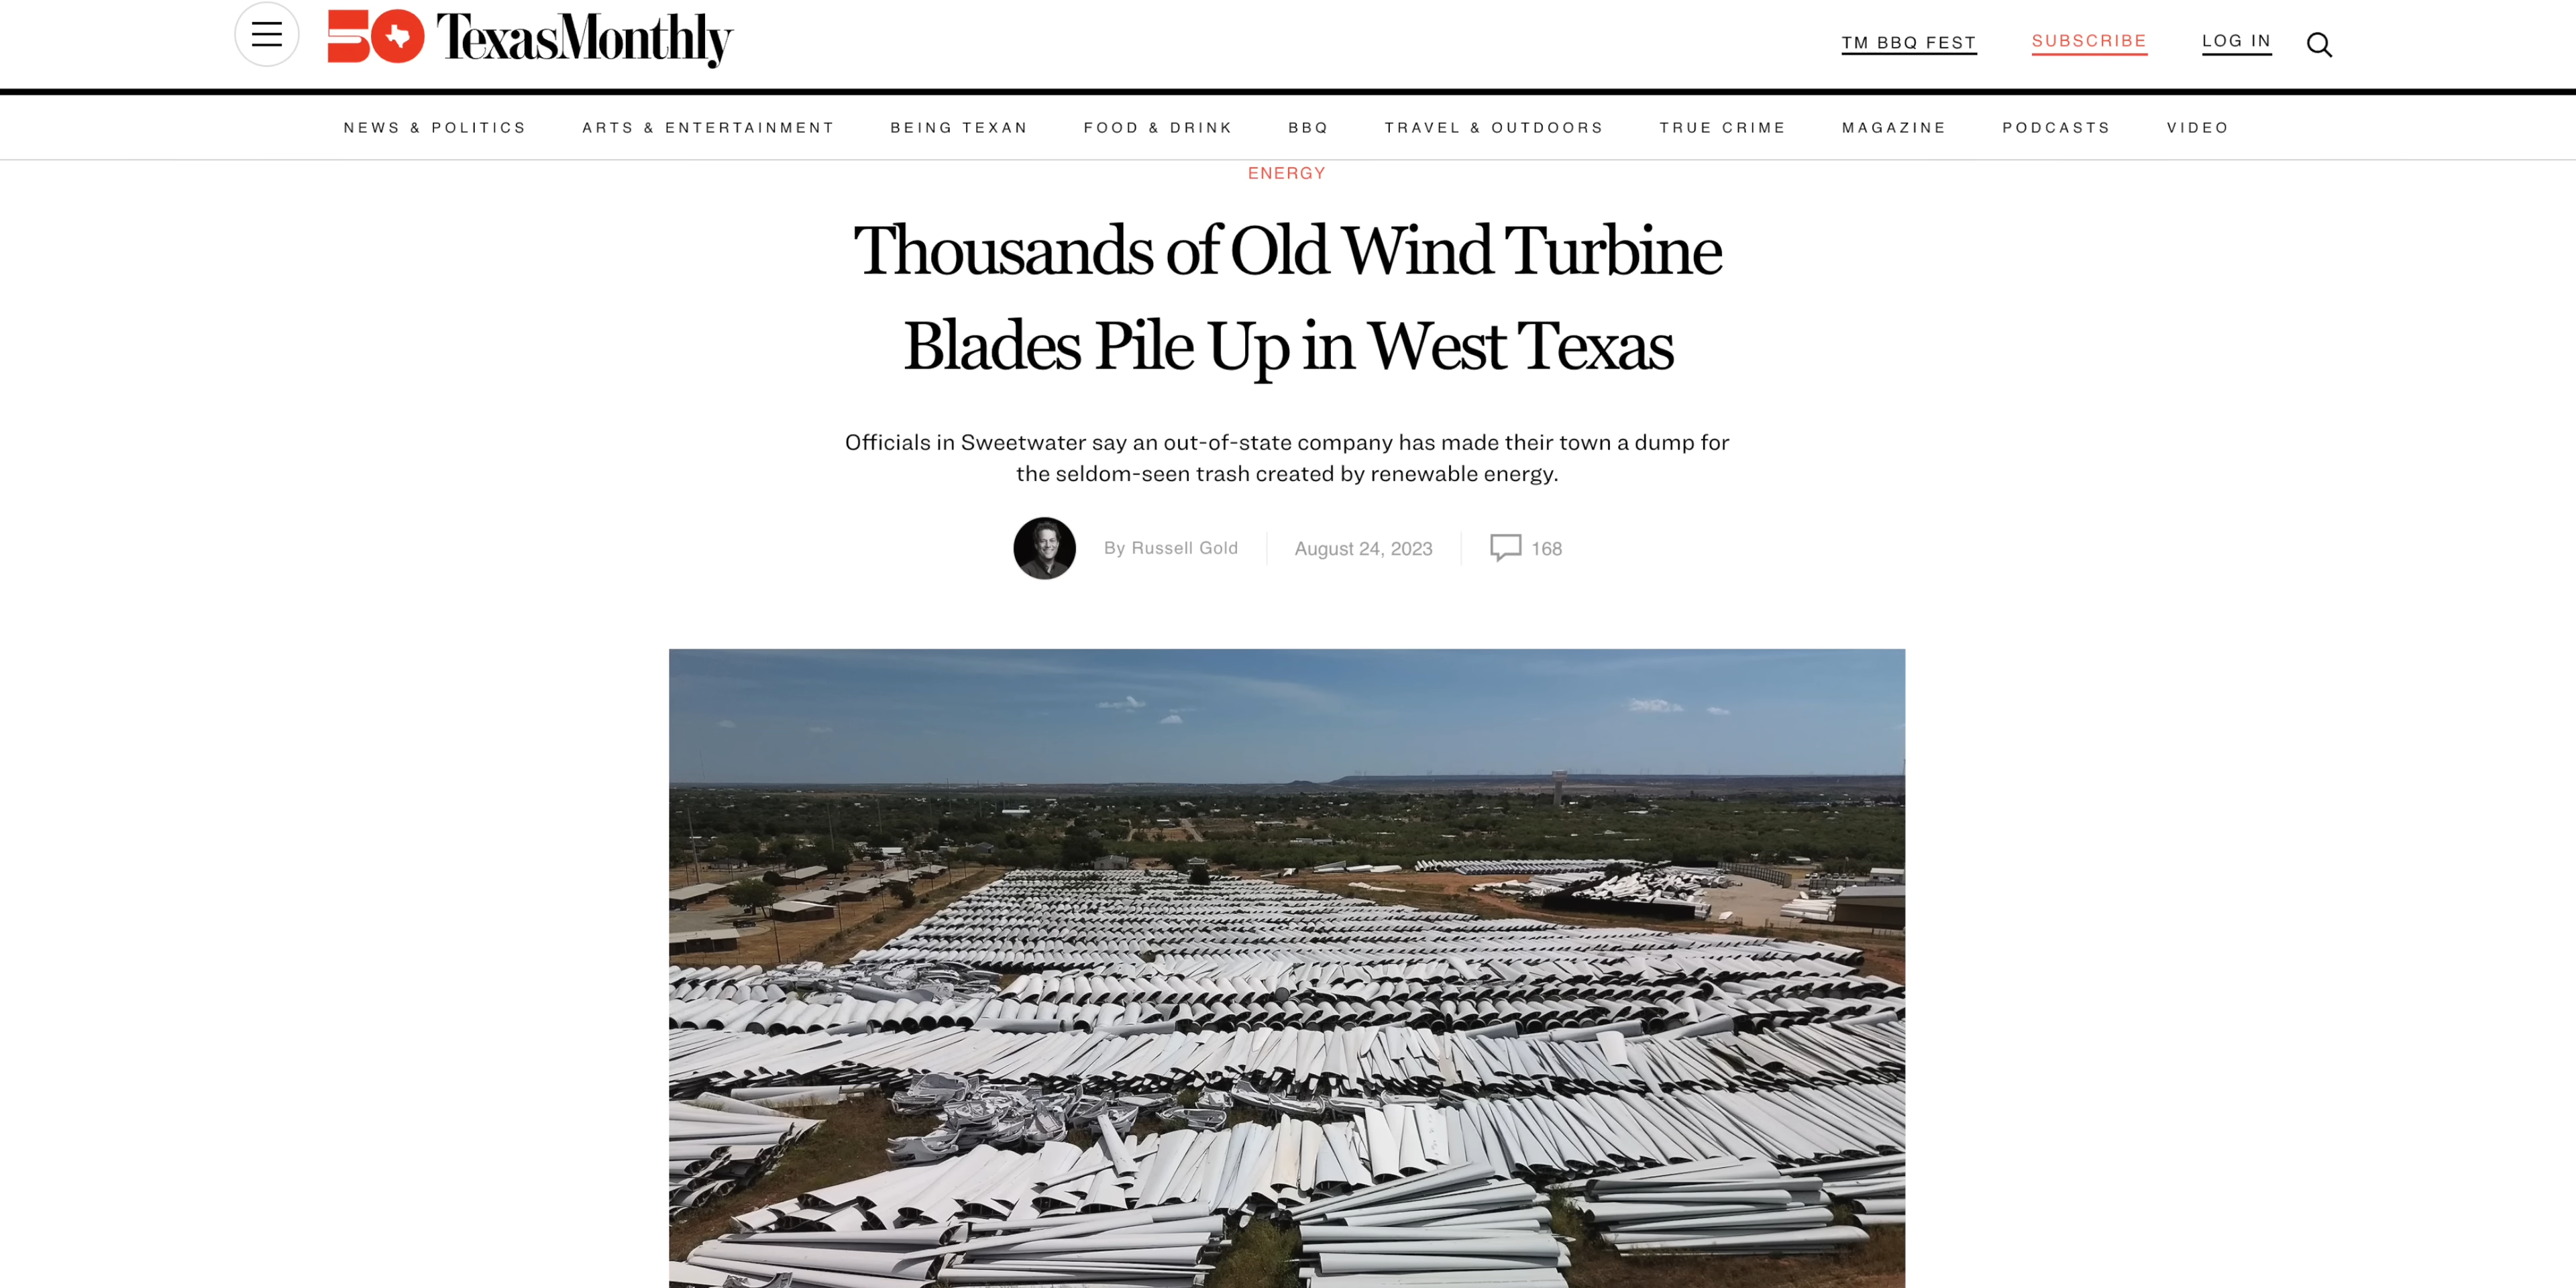 50 TexasMonthly
TM BBQ FEST SUBSCRIBE LOG IN
NEWS & POLITICS ARTS & ENTERTAINMENT BEING TEXAN FOOD & DRINK BBQ TRAVEL & OUTDOORS TRUE CRIME MAGAZINE PODCASTS VIDEO
ENERGY
Thousands of Old Wind Turbine
Blades Pile Up in West Texas
Officials in Sweetwater say an out-of-state company has made their town a dump for
the seldom-seen trash created by renewable energy.
By Russell Gold August 24, 2023 168